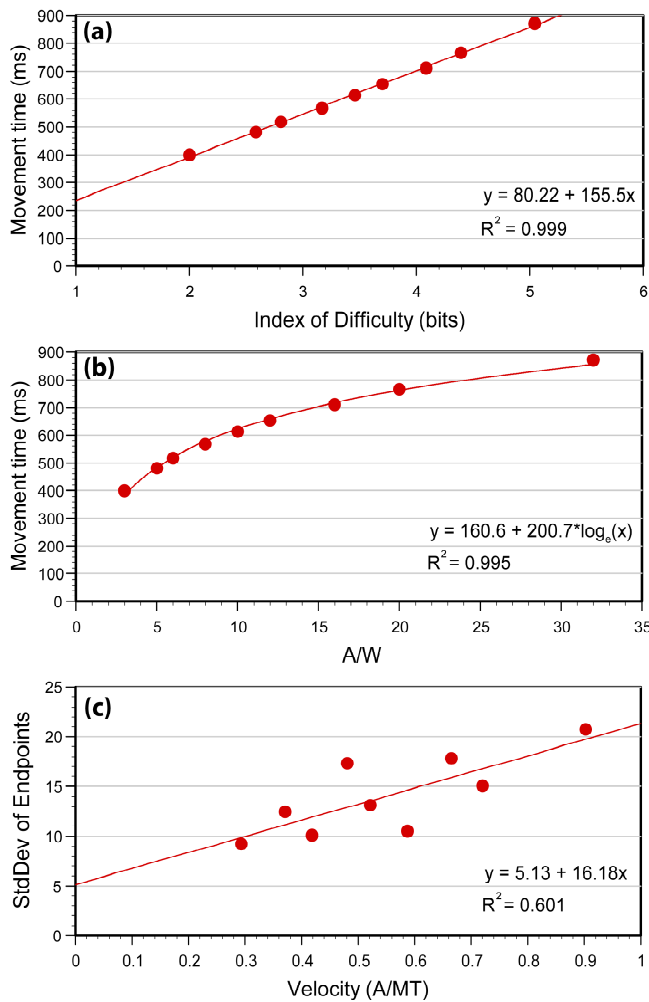 (a)
Movement time (ms)
900
800
700
600
500
400
300
200
100
0
y = 80.22 + 155.5x
R² = 0.999
1 2 3 4 5 6
Index of Difficulty (bits)
(b)
Movement time (ms)
900
800
700
600
500
400
300
200
100
0
y = 160.6 + 200.7*logₑ(x)
R² = 0.995
0 5 10 15 20 25 30 35
A/W
(c)
StdDev of Endpoints
25
20
15
10
5
0
y = 5.13 + 16.18x
R² = 0.601
0 0.1 0.2 0.3 0.4 0.5 0.6 0.7 0.8 0.9 1
Velocity (A/MT)